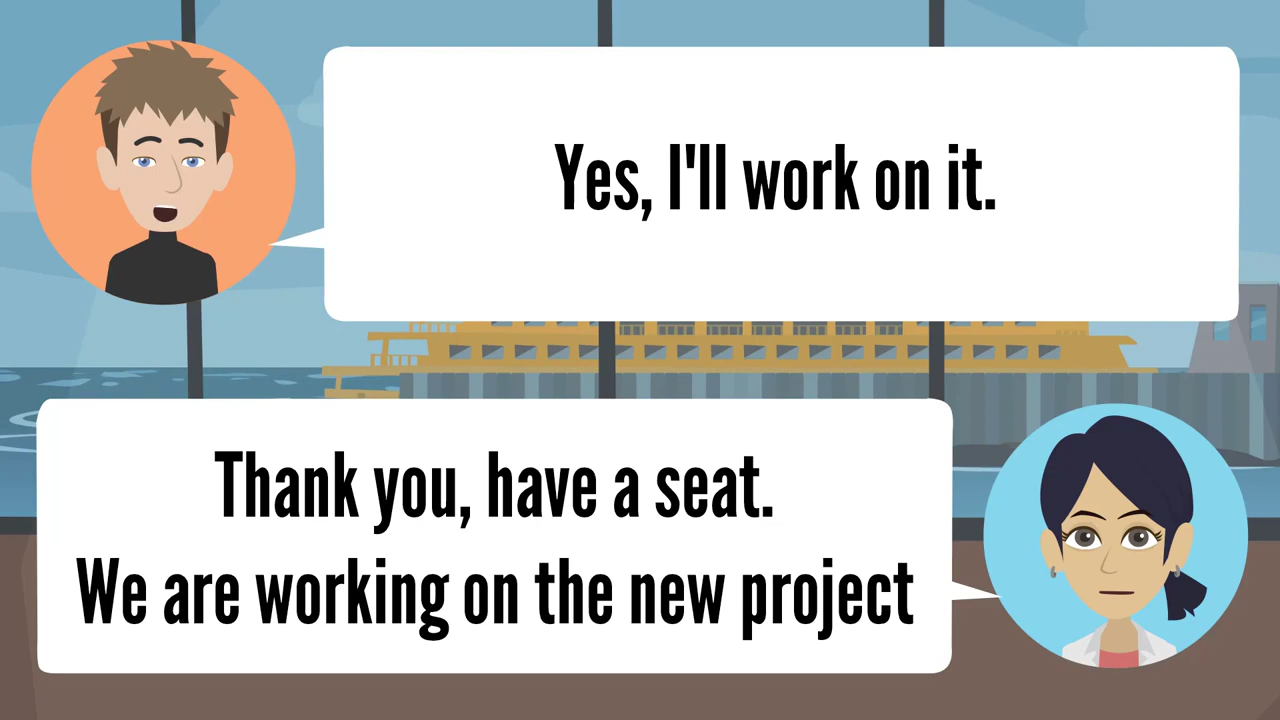 Yes, I'll work on it.
Thank you, have a seat.
We are working on the new project